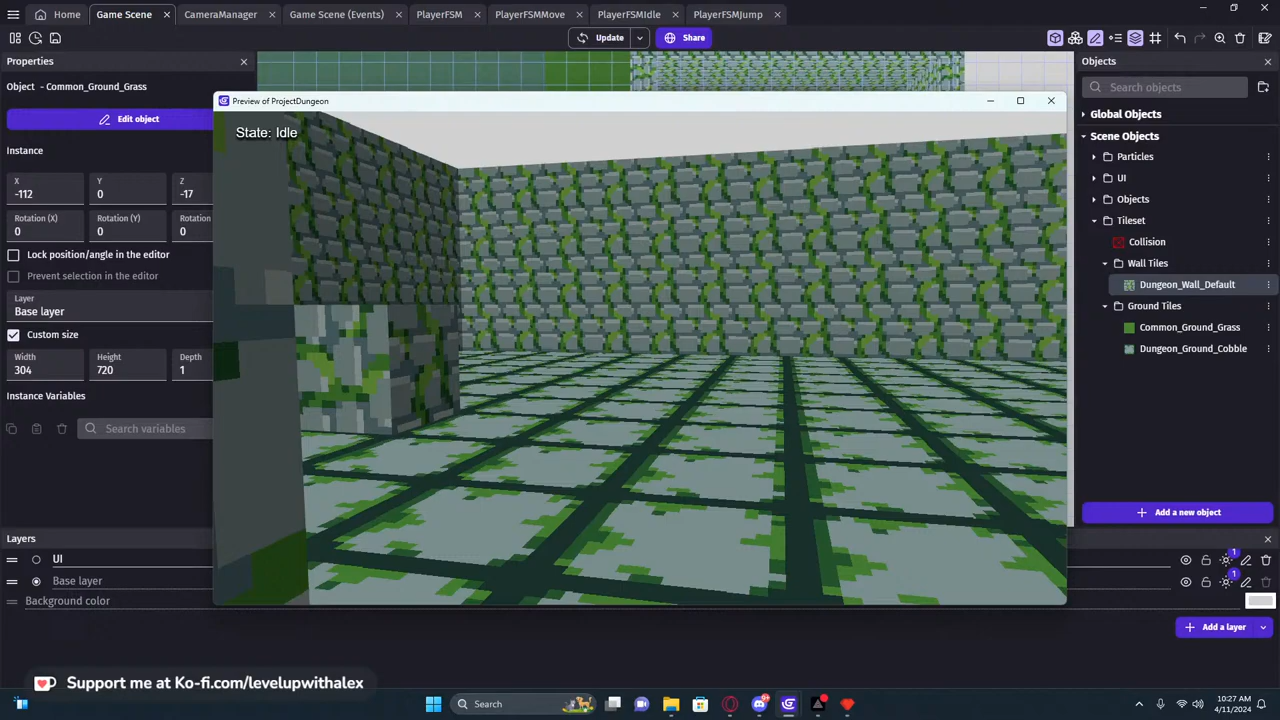 Home
Game Scene
CameraManager
Game Scene (Events)
PlayerFSM
PlayerFSMMove
PlayerFSMIdle
PlayerFSMJump
Update
Share
Properties
Object - Common_Ground_Grass
Edit object
Instance
X
-112
Y
0
Z
-17
Rotation (X)
0
Rotation (Y)
0
Rotation
0
Lock position/angle in the editor
Prevent selection in the editor
Layer
Base layer
Custom size
Width
304
Height
720
Depth
1
Instance Variables
Search variables
Preview of ProjectDungeon
State: Idle
Objects
Search objects
Global Objects
Scene Objects
Particles
UI
Objects
Tileset
Collision
Wall Tiles
Dungeon_Wall_Default
Ground Tiles
Common_Ground_Grass
Dungeon_Ground_Cobble
Add a new object
Layers
UI
1
Base layer
1
Background color
Add a layer
Support me at Ko-fi.com/levelupwithalex
Search
9+
10:27 AM
4/13/2024